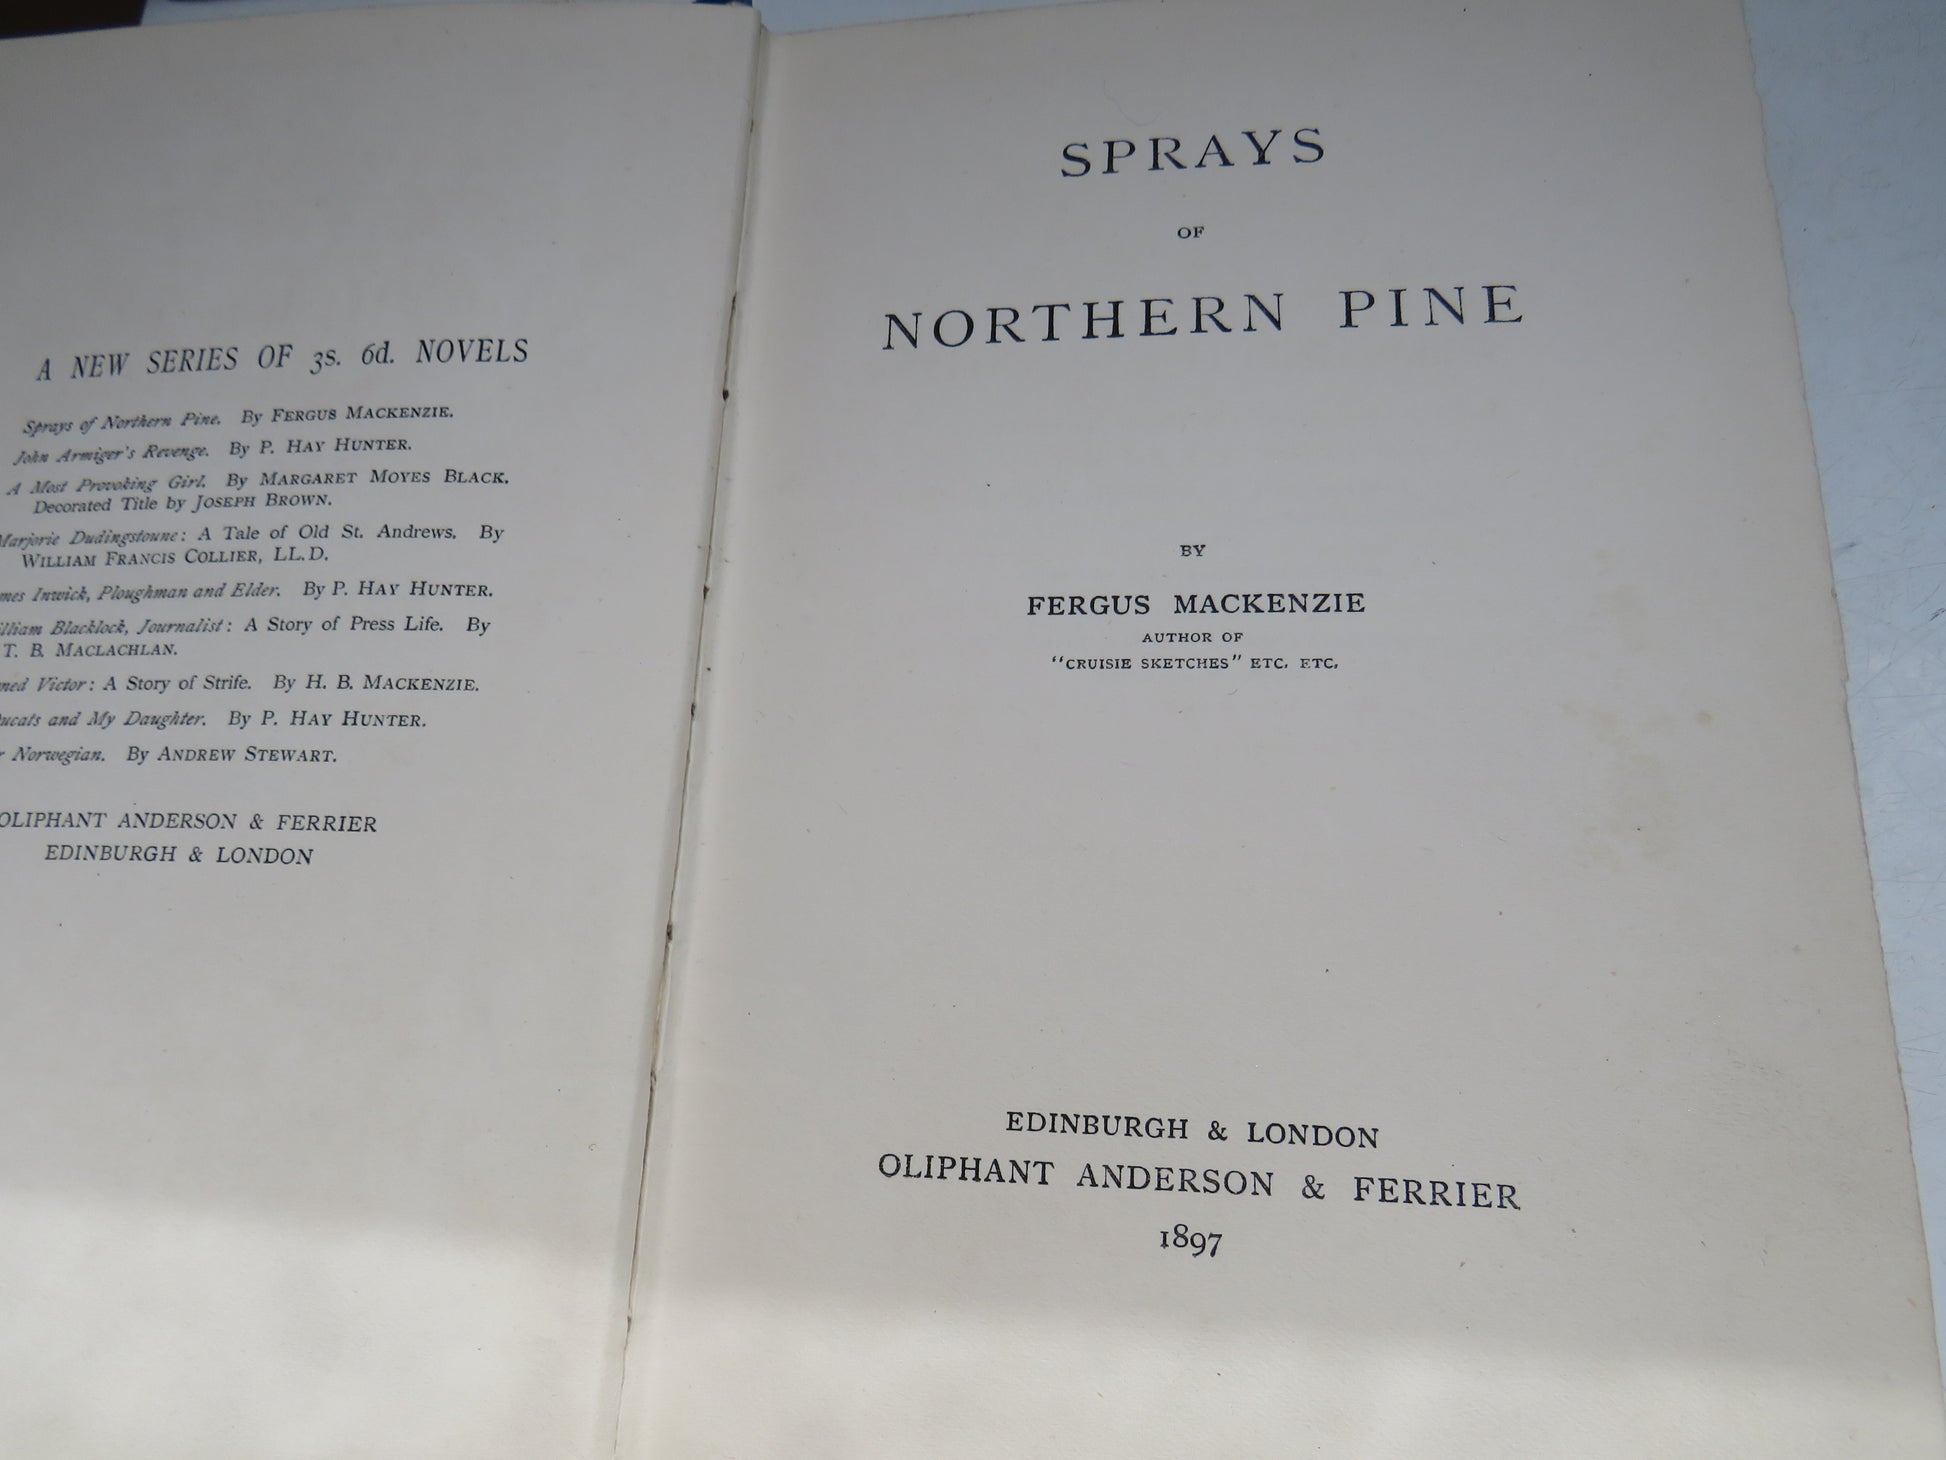 A NEW SERIES OF 3s. 6d. NOVELS
Sprays of Northern Pine. By FERGUS MACKENZIE.
John Armiger's Revenge. By P. HAY HUNTER.
A Most Provoking Girl. By MARGARET MOYES BLACK.
Decorated Title by JOSEPH BROWN.
Marjorie Dudingstoune: A Tale of Old St. Andrews. By
WILLIAM FRANCIS COLLIER, LL.D.
mes Inwick, Ploughman and Elder. By P. HAY HUNTER.
lliam Blacklock, Journalist: A Story of Press Life. By
T. B. MACLACHLAN.
ned Victor: A Story of Strife. By H. B. MACKENZIE.
Ducats and My Daughter. By P. HAY HUNTER.
r Norwegian. By ANDREW STEWART.
OLIPHANT ANDERSON & FERRIER
EDINBURGH & LONDON
SPRAYS
OF
NORTHERN PINE
BY
FERGUS MACKENZIE
AUTHOR OF
"CRUISIE SKETCHES" ETC. ETC.
EDINBURGH & LONDON
OLIPHANT ANDERSON & FERRIER
1897